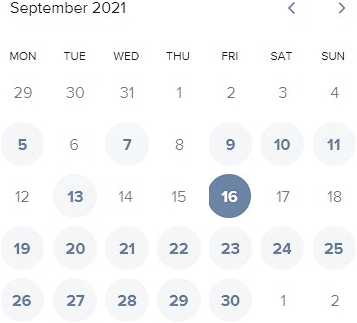 September 2021
MON TUE WED THU FRI SAT SUN
29 30 31 1 2 3 4
5 6 7 8 9 10 11
12 13 14 15 16 17 18
19 20 21 22 23 24 25
26 27 28 29 30 1 2